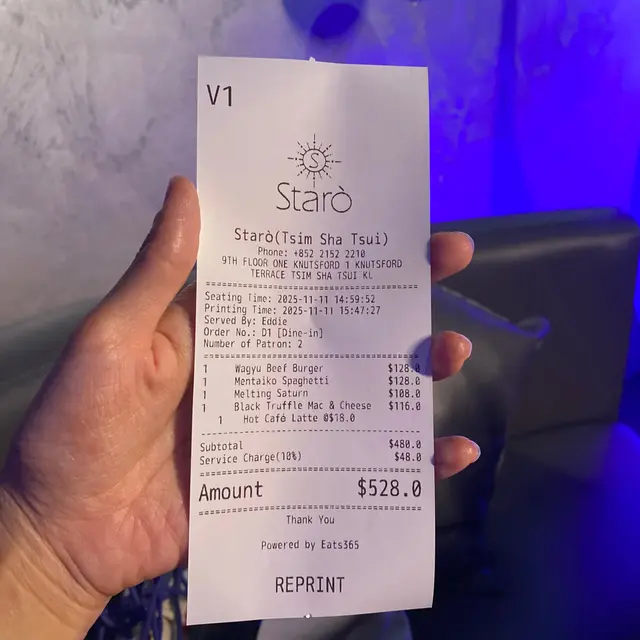 V1
S
Starò
Starò(Tsim Sha Tsui)
Phone: +852 2152 2210
9TH FLOOR ONE KNUTSFORD 1 KNUTSFORD
TERRACE TSIM SHA TSUI KL
Seating Time: 2025-11-11 14:59:52
Printing Time: 2025-11-11 15:47:27
Served By: Eddie
Order No.: D1 [Dine-in]
Number of Patron: 2
1 Wagyu Beef Burger $128.0
1 Mentaiko Spaghetti $128.0
1 Melting Saturn $108.0
1 Black Truffle Mac & Cheese $116.0
1 Hot Café Latte @$18.0
Subtotal $480.0
Service Charge(10%) $48.0
Amount $528.0
Thank You
Powered by Eats365
REPRINT